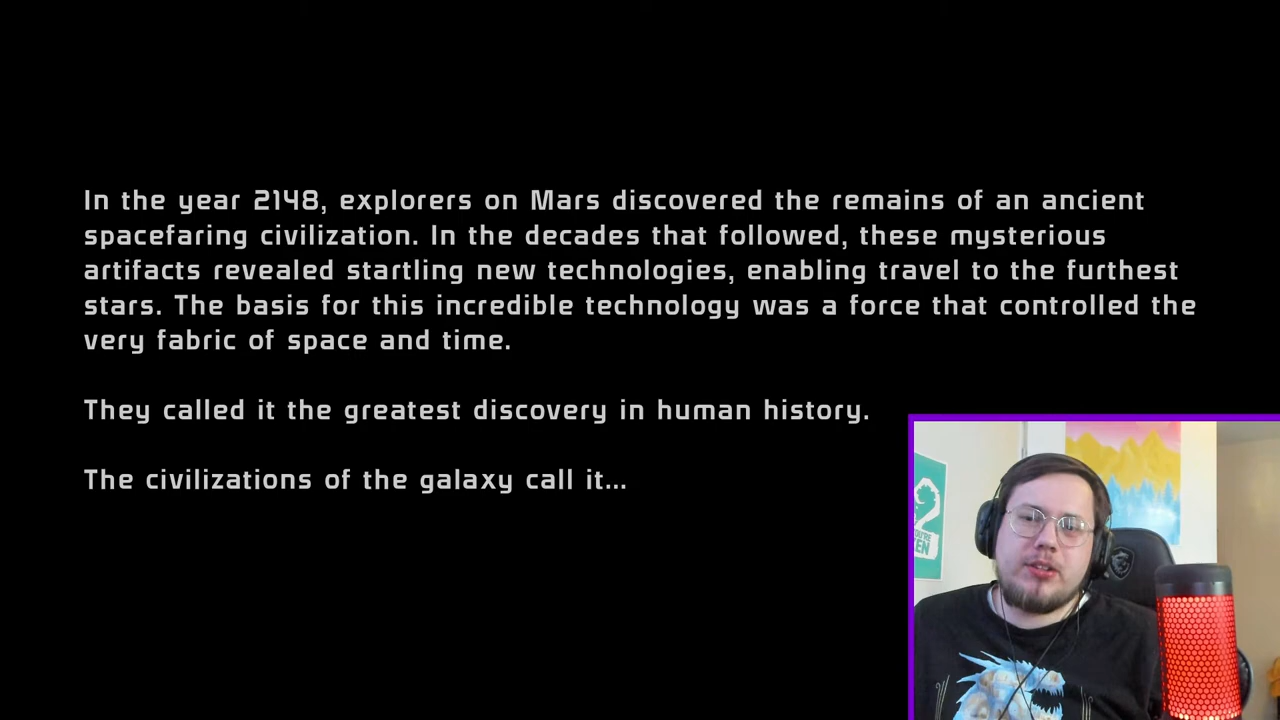 In the year 2148, explorers on Mars discovered the remains of an ancient
spacefaring civilization. In the decades that followed, these mysterious
artifacts revealed startling new technologies, enabling travel to the furthest
stars. The basis for this incredible technology was a force that controlled the
very fabric of space and time.
They called it the greatest discovery in human history.
The civilizations of the galaxy call it...